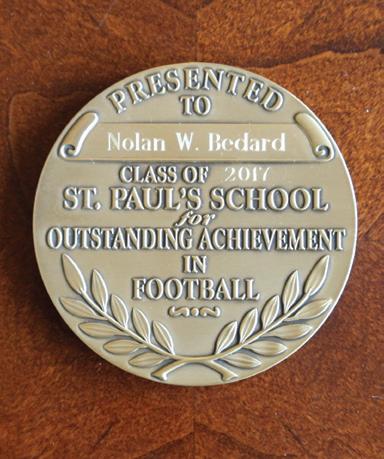 PRESENTED
TO
Nolan W. Bedard
CLASS OF 2017
ST. PAUL'S SCHOOL
for
OUTSTANDING ACHIEVEMENT
IN
FOOTBALL